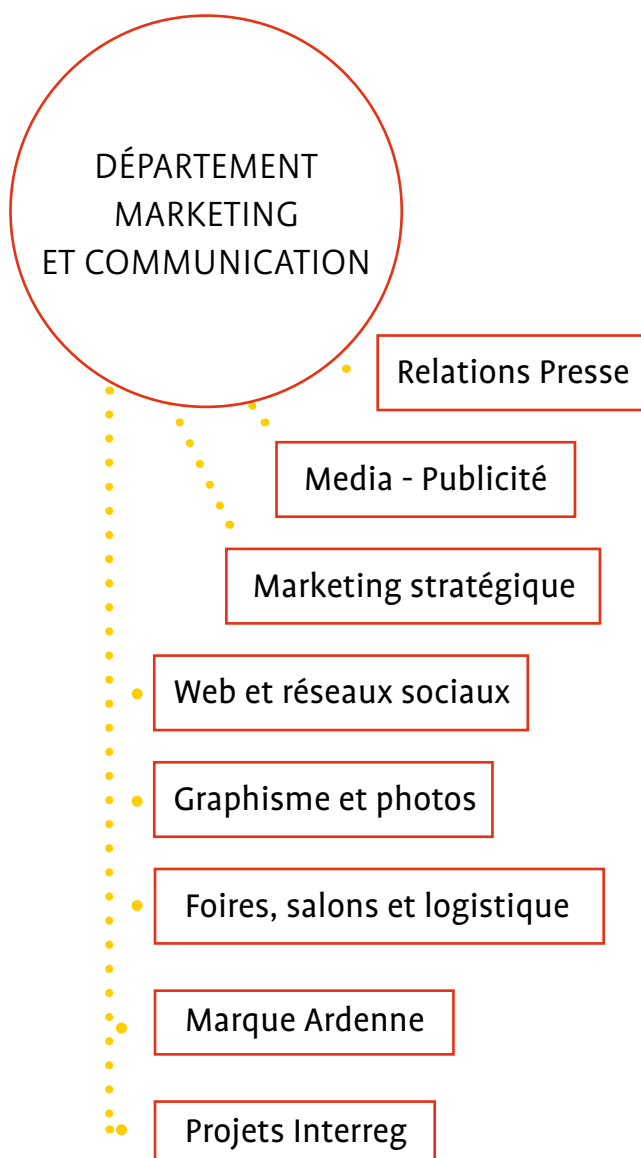 DÉPARTEMENT
MARKETING
ET COMMUNICATION
Relations Presse
Media - Publicité
Marketing stratégique
Web et réseaux sociaux
Graphisme et photos
Foires, salons et logistique
Marque Ardenne
Projets Interreg